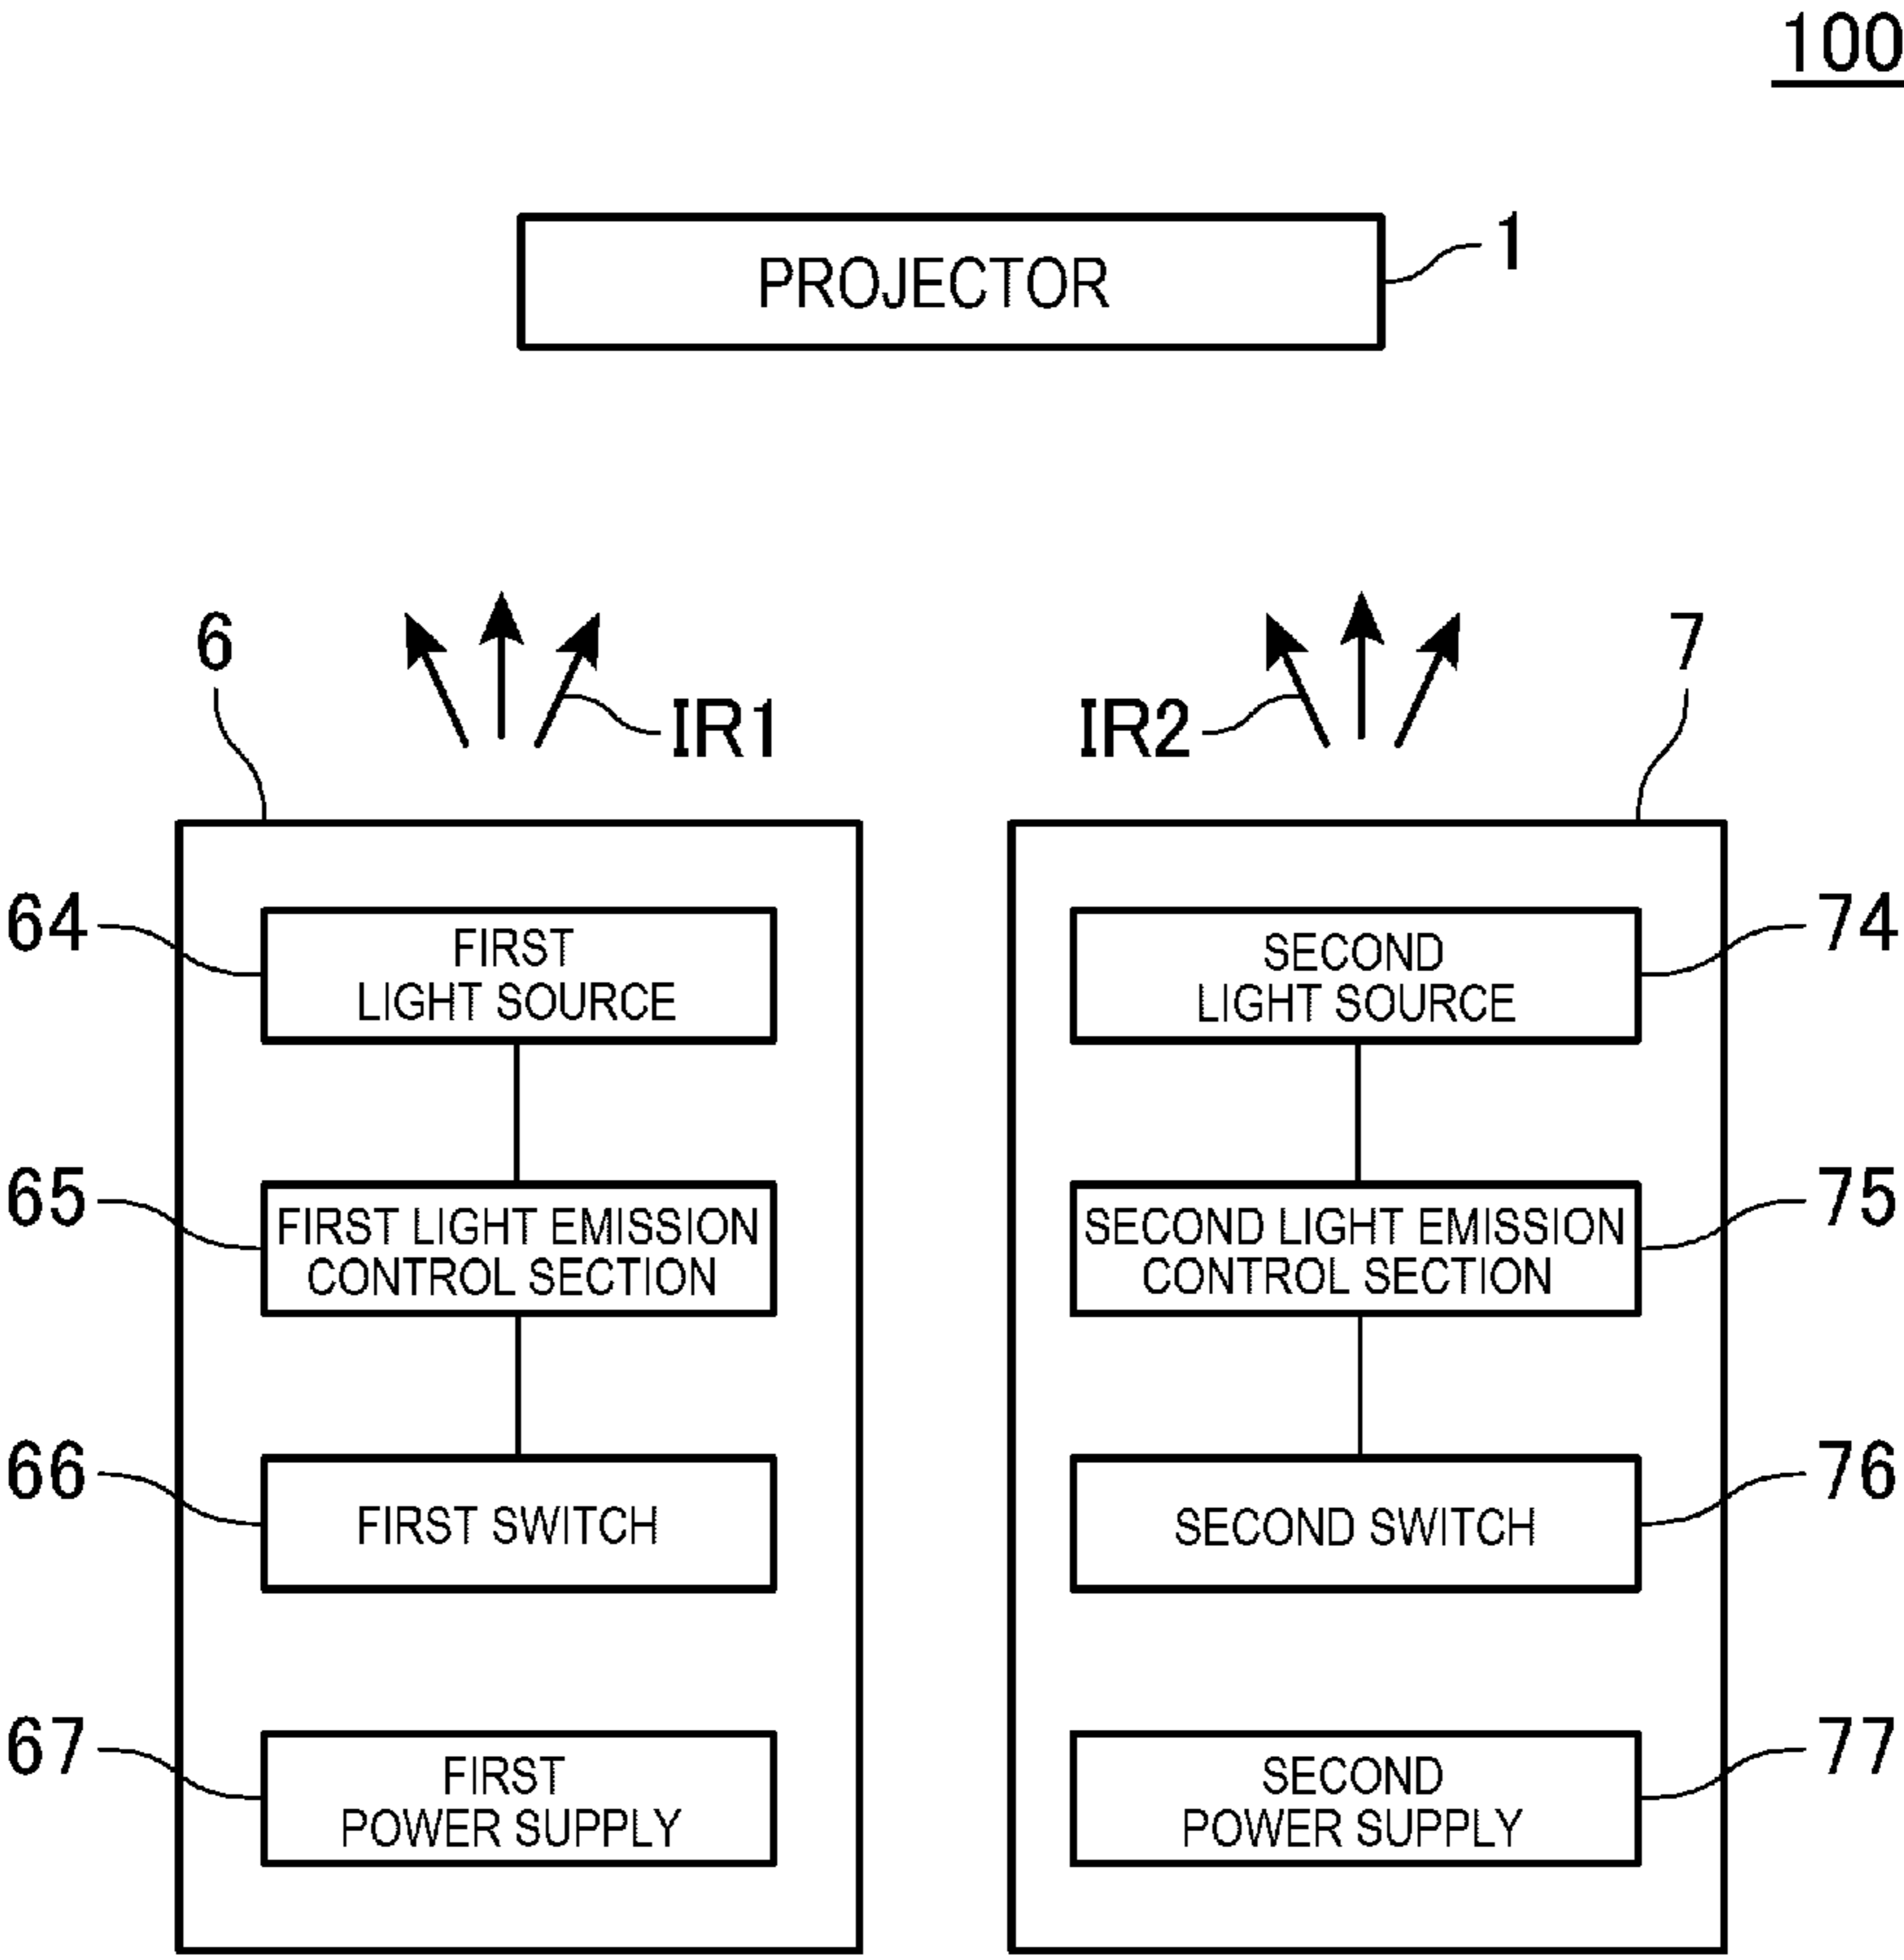 100
PROJECTOR
1
6
IR1
IR2
7
64
FIRST
LIGHT SOURCE
SECOND
LIGHT SOURCE
74
65
FIRST LIGHT EMISSION
CONTROL SECTION
SECOND LIGHT EMISSION
CONTROL SECTION
75
66
FIRST SWITCH
SECOND SWITCH
76
67
FIRST
POWER SUPPLY
SECOND
POWER SUPPLY
77